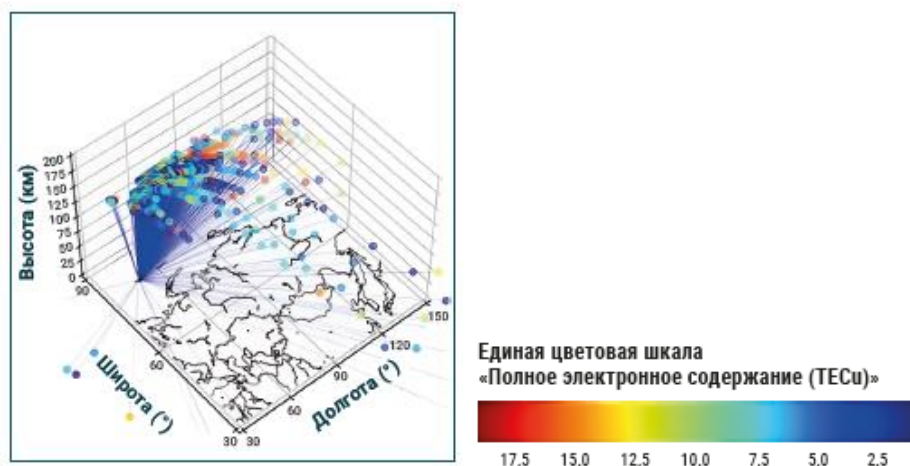 200
175
150
125
100
75
50
25
0
Высота (км)
90
60
30
Широта (°)
30
60
90
120
150
Долгота (°)
Единая цветовая шкала
«Полное электронное содержание (TECu)»
17,5 15,0 12,5 10,0 7,5 5,0 2,5